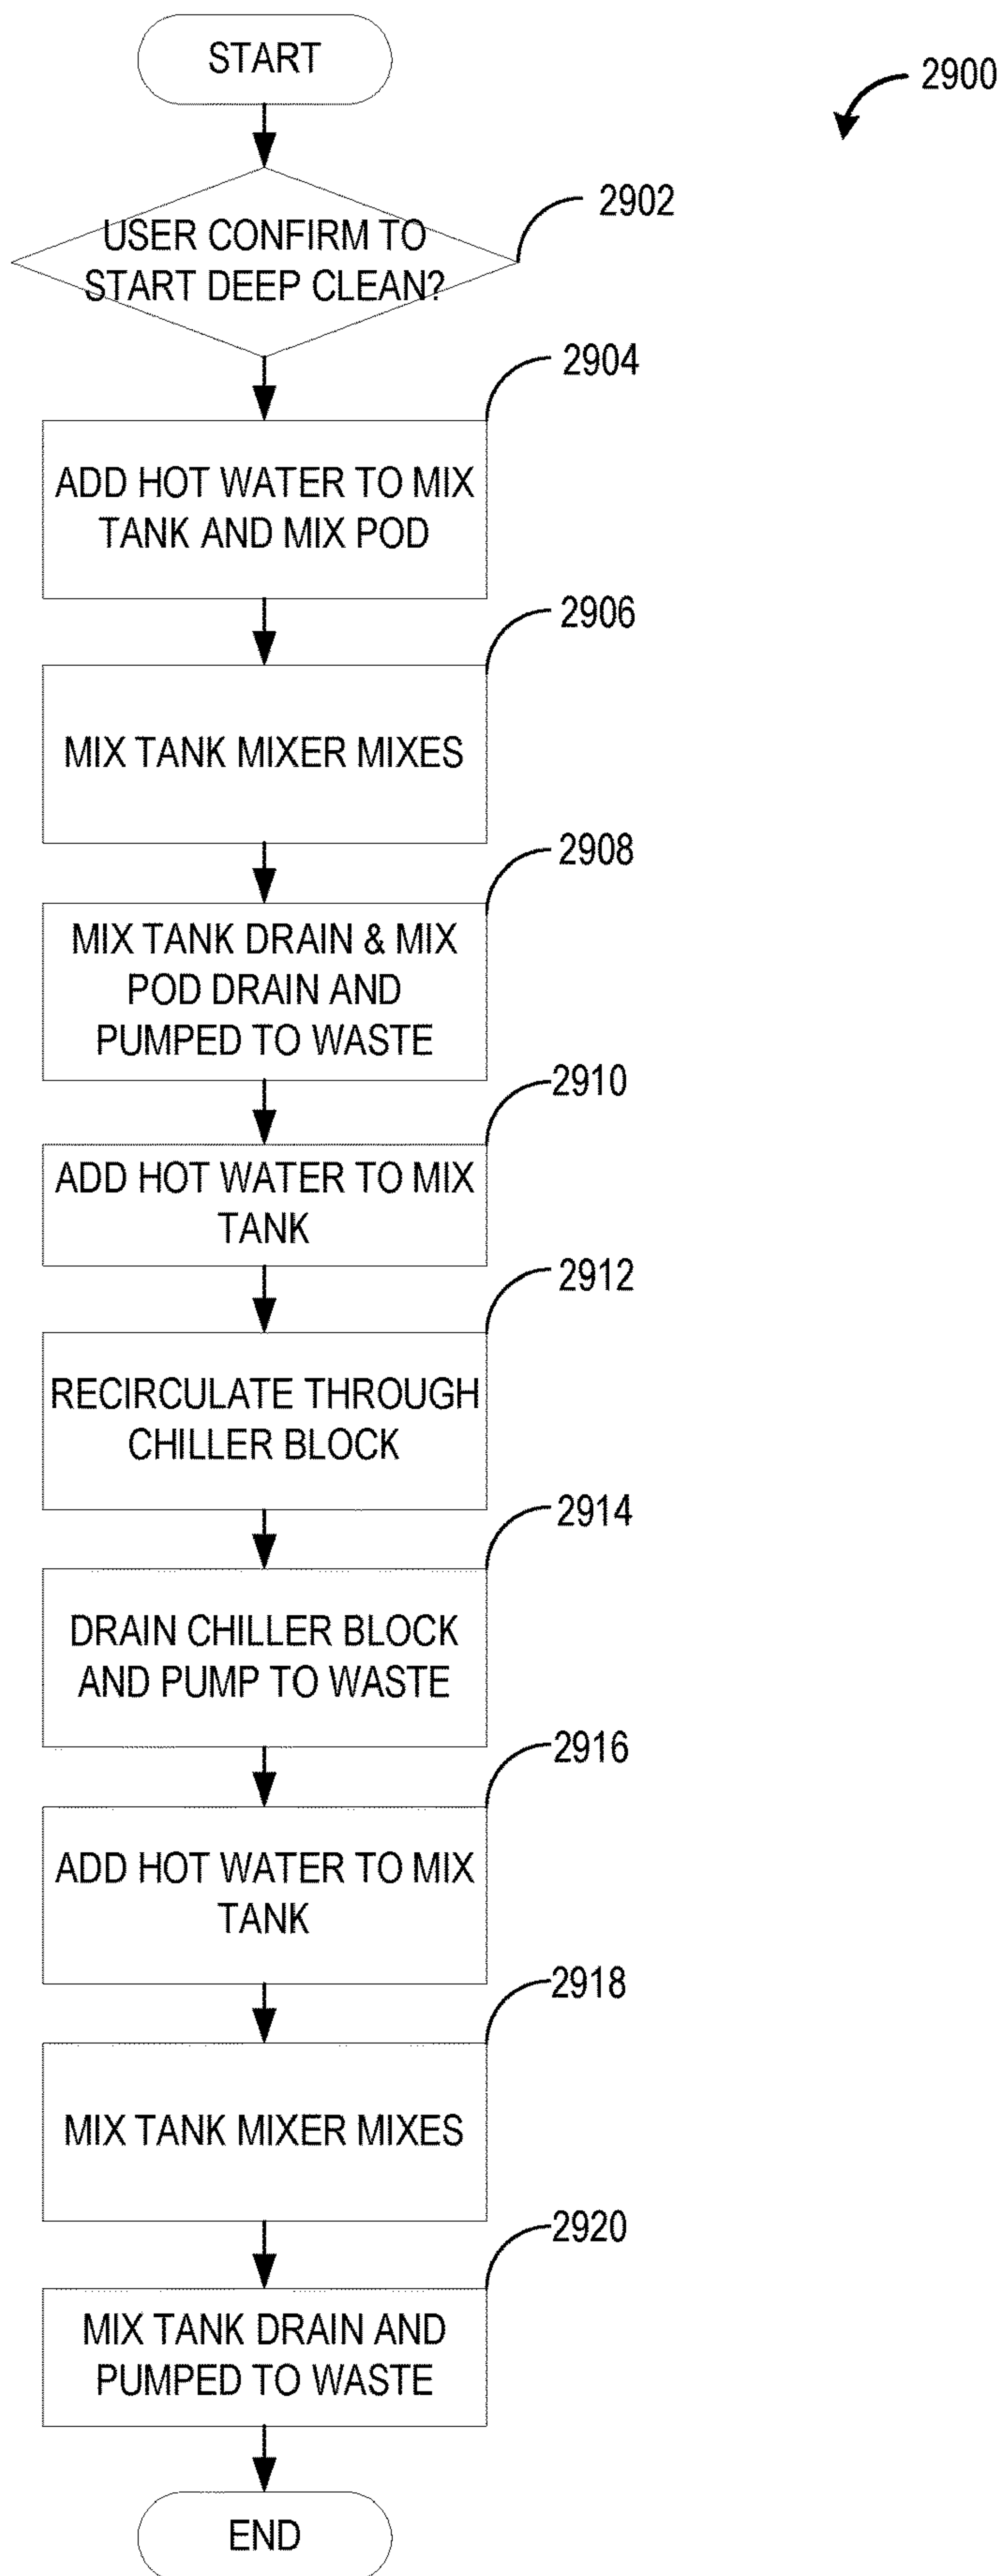 START
2900
2902
USER CONFIRM TO
START DEEP CLEAN?
2904
ADD HOT WATER TO MIX
TANK AND MIX POD
2906
MIX TANK MIXER MIXES
2908
MIX TANK DRAIN & MIX
POD DRAIN AND
PUMPED TO WASTE
2910
ADD HOT WATER TO MIX
TANK
2912
RECIRCULATE THROUGH
CHILLER BLOCK
2914
DRAIN CHILLER BLOCK
AND PUMP TO WASTE
2916
ADD HOT WATER TO MIX
TANK
2918
MIX TANK MIXER MIXES
2920
MIX TANK DRAIN AND
PUMPED TO WASTE
END